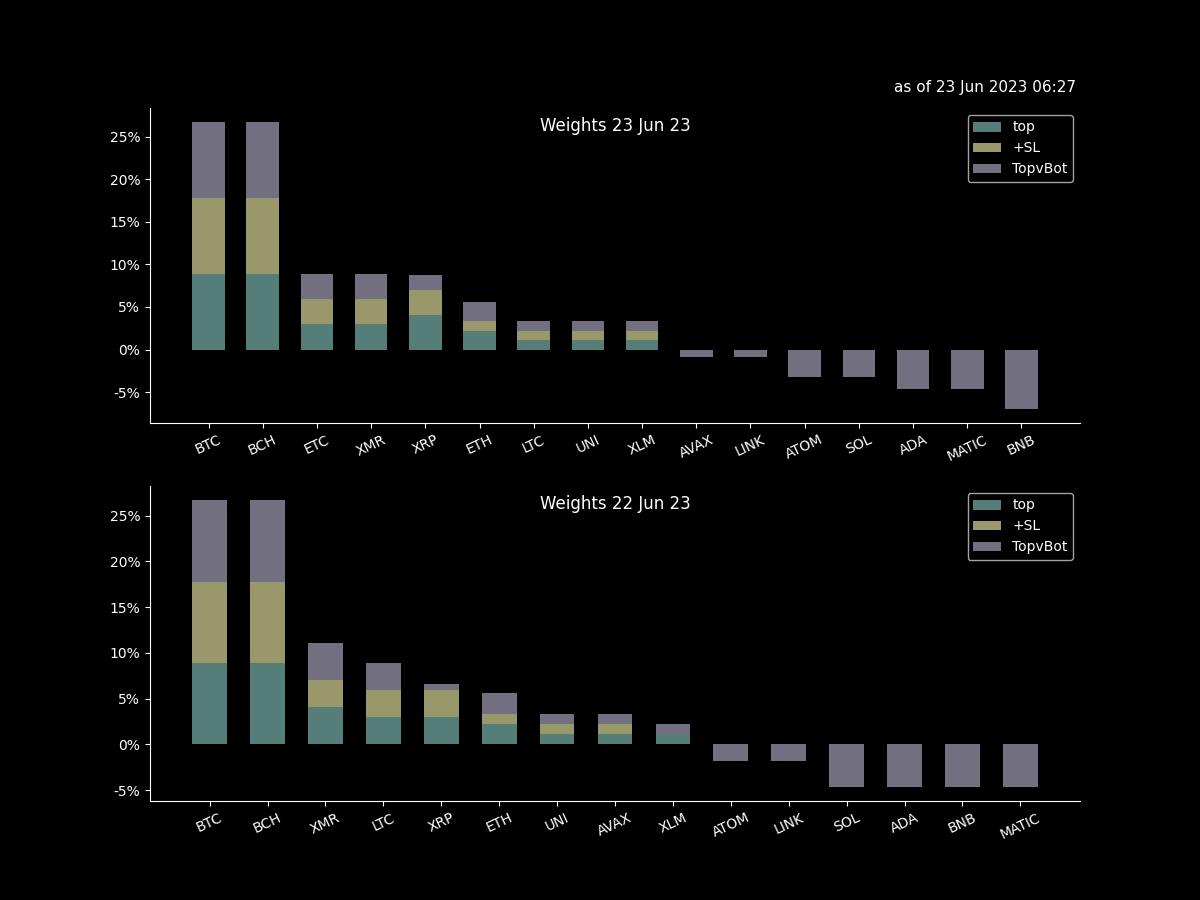 as of 23 Jun 2023 06:27
Weights 23 Jun 23
top
+SL
TopvBot
25%
20%
15%
10%
5%
0%
-5%
BTC BCH ETC XMR XRP ETH LTC UNI XLM AVAX LINK ATOM SOL ADA MATIC BNB
Weights 22 Jun 23
top
+SL
TopvBot
25%
20%
15%
10%
5%
0%
-5%
BTC BCH XMR LTC XRP ETH UNI AVAX XLM ATOM LINK SOL ADA BNB MATIC